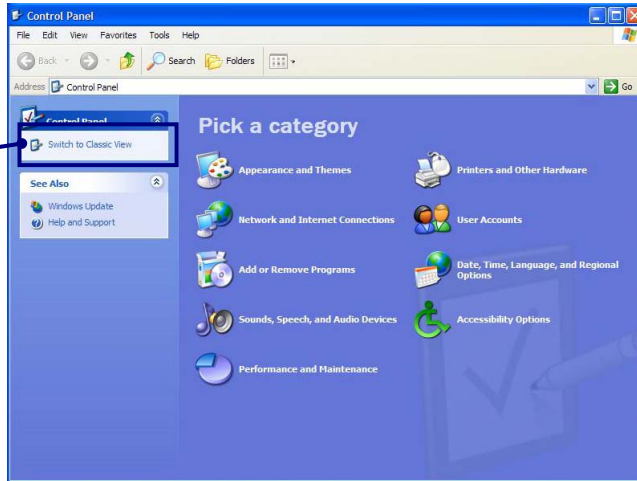 Control Panel
File Edit View Favorites Tools Help
Back Search Folders
Address Control Panel Go
Control Panel
Switch to Classic View
See Also
Windows Update
Help and Support
Pick a category
Appearance and Themes
Printers and Other Hardware
Network and Internet Connections
User Accounts
Add or Remove Programs
Date, Time, Language, and Regional
Options
Sounds, Speech, and Audio Devices
Accessibility Options
Performance and Maintenance